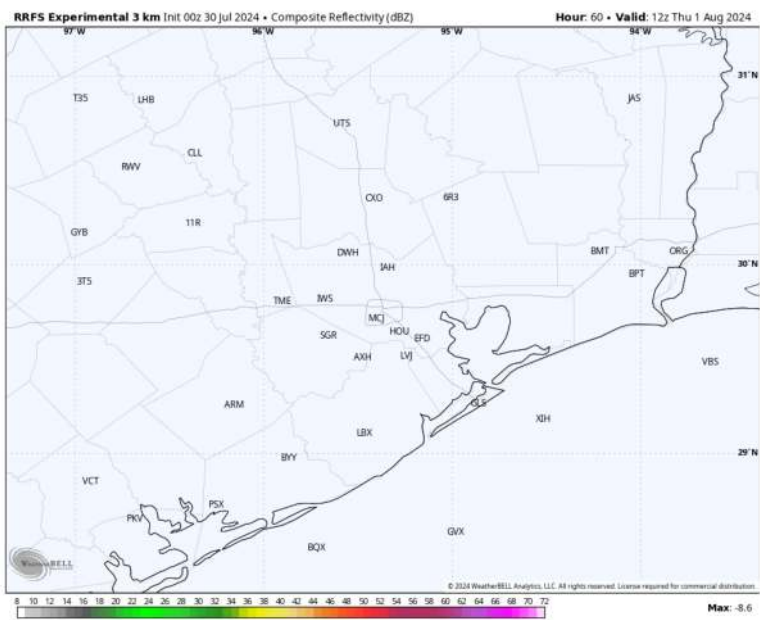 RRFS Experimental 3 km Init 00z 30 Jul 2024 • Composite Reflectivity (dBZ) Hour: 60 • Valid: 12z Thu 1 Aug 2024
97°W 96°W 95°W 94°W
31°N
T35 LHB JAS
UTS
CLL
RWV
OXO 6R3
11R
GYB
DWH BMT ORG
IAH 30°N
BPT
3T5
TME IWS
MCJ
SGR HOU EFD
AXH LVJ
VBS
ARM GLS
XIH
LBX
BYY 29°N
VCT
PSX
PKV
GVX
BQX
WEATHERBELL
© 2024 WeatherBELL Analytics, LLC. All rights reserved. License required for commercial distribution.
8 10 12 14 16 18 20 22 24 26 28 30 32 34 36 38 40 42 44 46 48 50 52 54 56 58 60 62 64 66 68 70 72 Max: -8.6